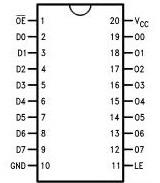 OE 1 20 VCC
D0 2 19 O0
D1 3 18 O1
D2 4 17 O2
D3 5 16 O3
D4 6 15 O4
D5 7 14 O5
D6 8 13 O6
D7 9 12 O7
GND 10 11 LE